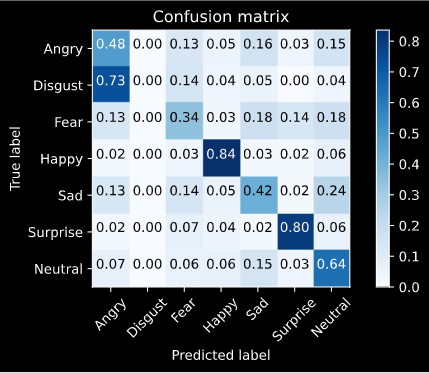 Confusion matrix
Angry 0.48 0.00 0.13 0.05 0.16 0.03 0.15
Disgust 0.73 0.00 0.14 0.04 0.05 0.00 0.04
Fear 0.13 0.00 0.34 0.03 0.18 0.14 0.18
Happy 0.02 0.00 0.03 0.84 0.03 0.02 0.06
Sad 0.13 0.00 0.14 0.05 0.42 0.02 0.24
Surprise 0.02 0.00 0.07 0.04 0.02 0.80 0.06
Neutral 0.07 0.00 0.06 0.06 0.15 0.03 0.64
Angry Disgust Fear Happy Sad Surprise Neutral
Predicted label
True label
0.8
0.7
0.6
0.5
0.4
0.3
0.2
0.1
0.0